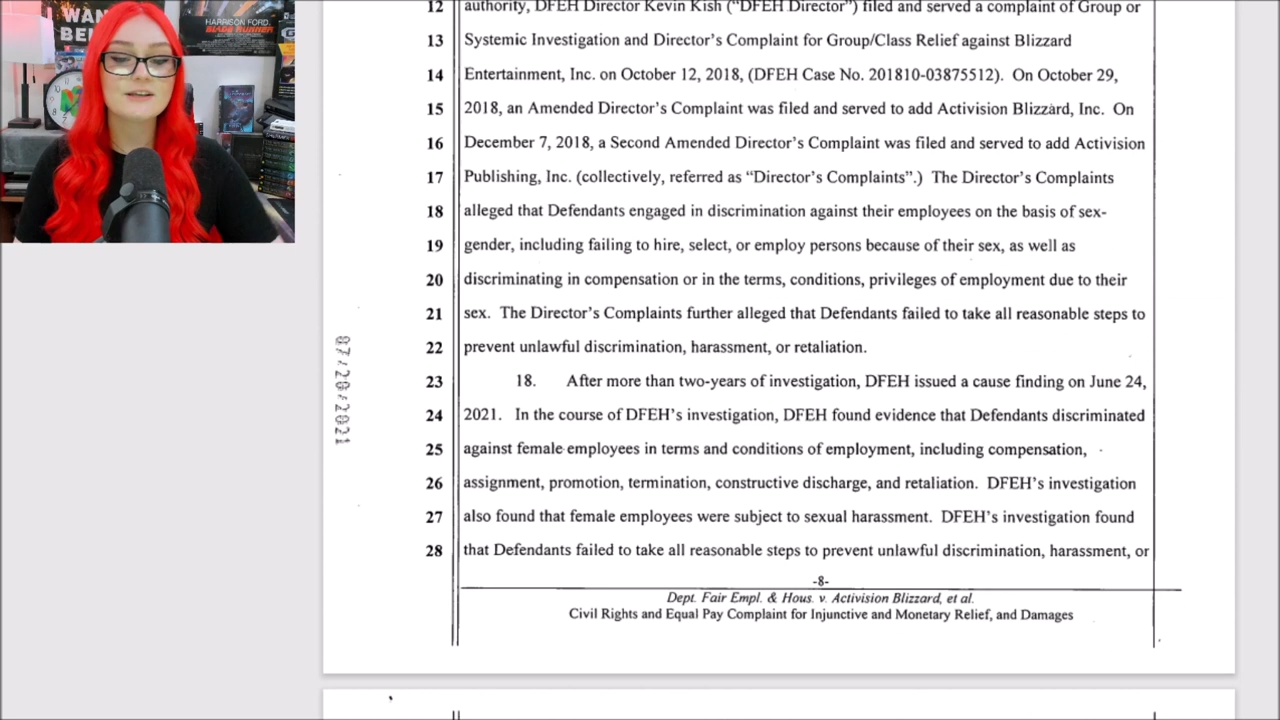 WAN
BEL
HARRISON FORD.
BLADE RUNNER
12 authority, DFEH Director Kevin Kish (“DFEH Director”) filed and served a complaint of Group or
13 Systemic Investigation and Director’s Complaint for Group/Class Relief against Blizzard
14 Entertainment, Inc. on October 12, 2018, (DFEH Case No. 201810-03875512). On October 29,
15 2018, an Amended Director’s Complaint was filed and served to add Activision Blizzard, Inc. On
16 December 7, 2018, a Second Amended Director’s Complaint was filed and served to add Activision
17 Publishing, Inc. (collectively, referred as “Director’s Complaints”.) The Director’s Complaints
18 alleged that Defendants engaged in discrimination against their employees on the basis of sex-
19 gender, including failing to hire, select, or employ persons because of their sex, as well as
20 discriminating in compensation or in the terms, conditions, privileges of employment due to their
21 sex. The Director’s Complaints further alleged that Defendants failed to take all reasonable steps to
22 prevent unlawful discrimination, harassment, or retaliation.
23 18. After more than two-years of investigation, DFEH issued a cause finding on June 24,
24 2021. In the course of DFEH’s investigation, DFEH found evidence that Defendants discriminated
25 against female employees in terms and conditions of employment, including compensation,
26 assignment, promotion, termination, constructive discharge, and retaliation. DFEH’s investigation
27 also found that female employees were subject to sexual harassment. DFEH’s investigation found
28 that Defendants failed to take all reasonable steps to prevent unlawful discrimination, harassment, or
-8-
Dept. Fair Empl. & Hous. v. Activision Blizzard, et al.
Civil Rights and Equal Pay Complaint for Injunctive and Monetary Relief, and Damages
07/20/2021